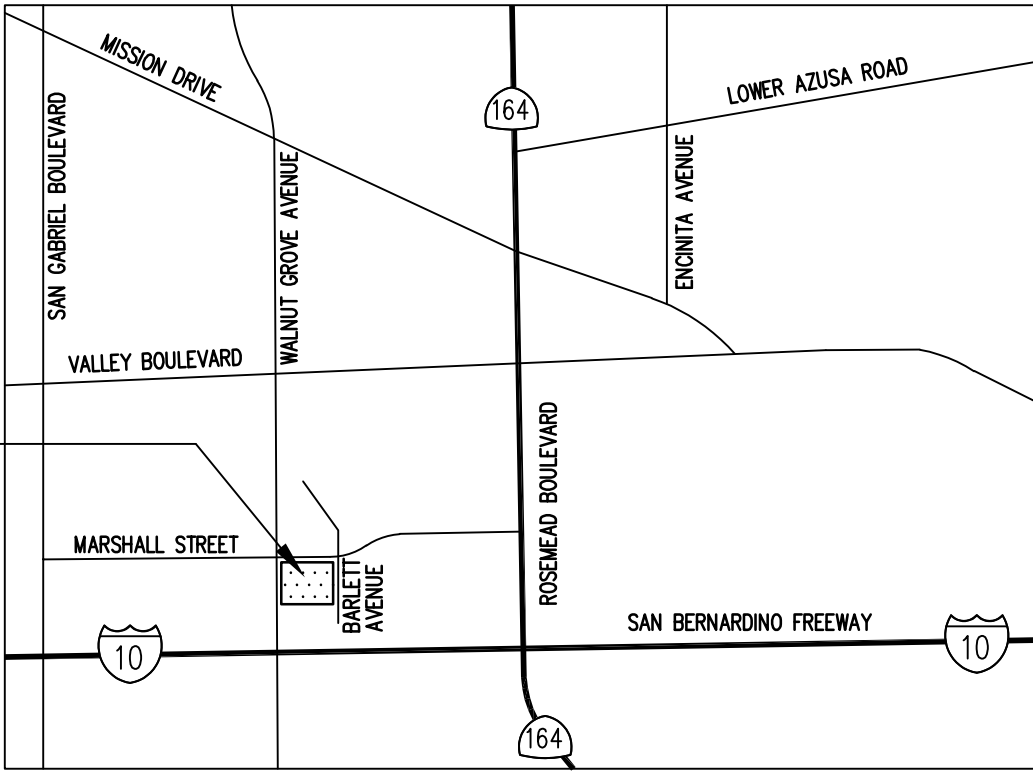 MISSION DRIVE
164
LOWER AZUSA ROAD
SAN GABRIEL BOULEVARD
WALNUT GROVE AVENUE
ENCINITA AVENUE
VALLEY BOULEVARD
ROSEMEAD BOULEVARD
MARSHALL STREET
BARLETT
AVENUE
SAN BERNARDINO FREEWAY
10
10
164